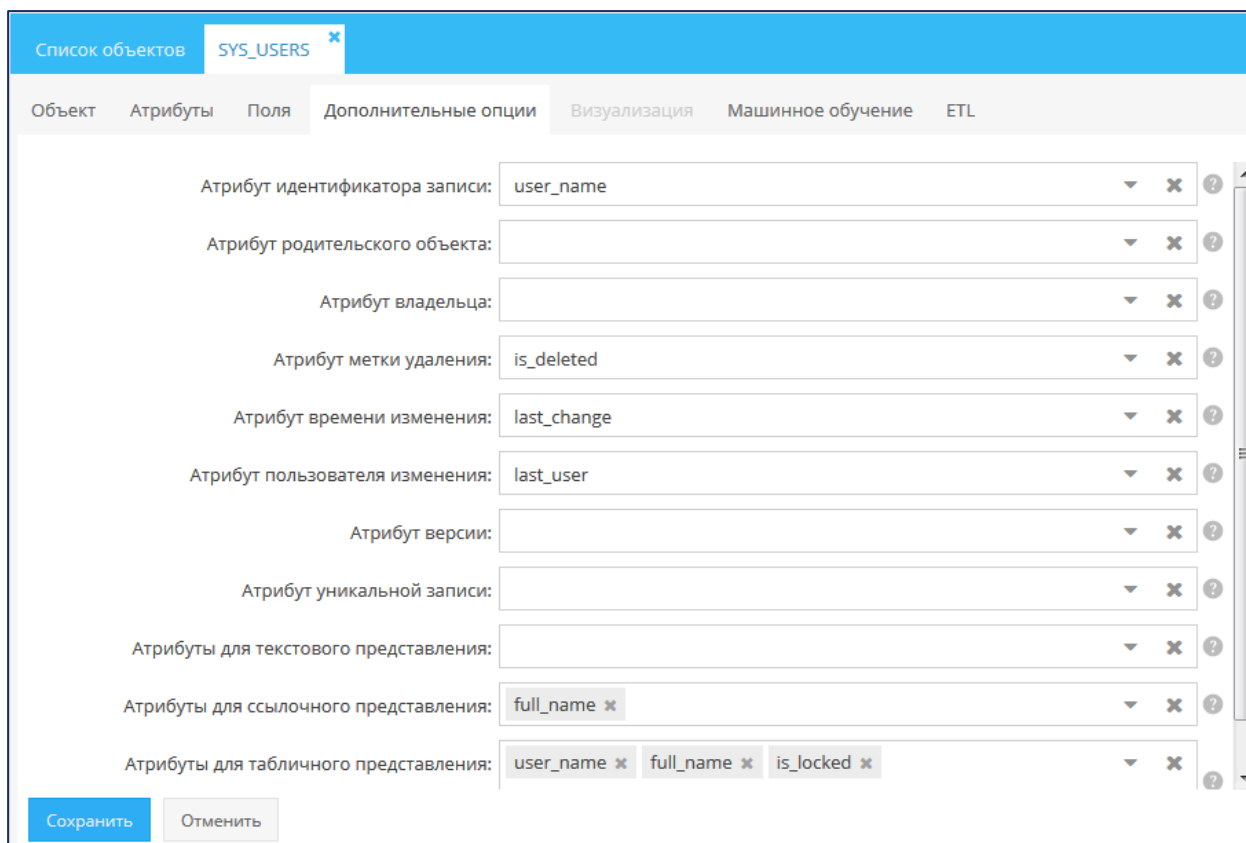 Список объектов SYS_USERS
Объект Атрибуты Поля Дополнительные опции Визуализация Машинное обучение ETL
Атрибут идентификатора записи: user_name
Атрибут родительского объекта:
Атрибут владельца:
Атрибут метки удаления: is_deleted
Атрибут времени изменения: last_change
Атрибут пользователя изменения: last_user
Атрибут версии:
Атрибут уникальной записи:
Атрибуты для текстового представления:
Атрибуты для ссылочного представления: full_name
Атрибуты для табличного представления: user_name full_name is_locked
Сохранить Отменить